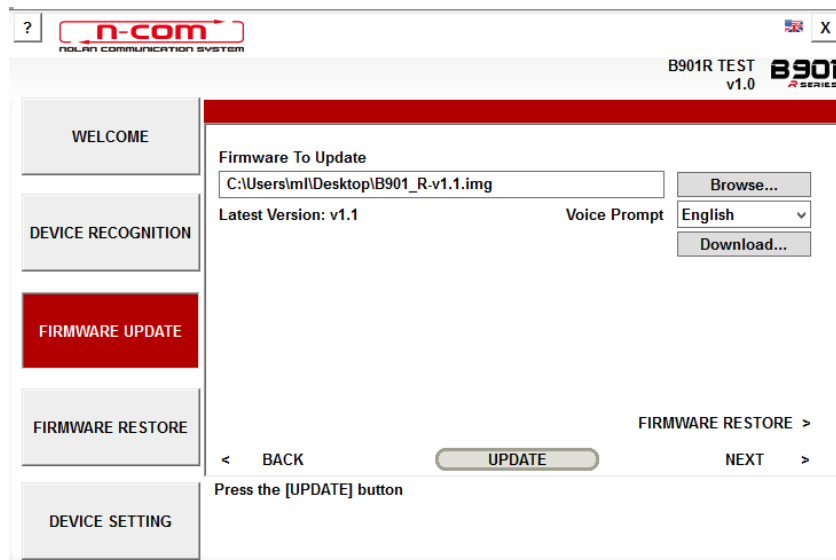 ?
n-com
NOLAN COMMUNICATION SYSTEM
X
B901R TEST
v1.0
B901
R SERIES
WELCOME
DEVICE RECOGNITION
FIRMWARE UPDATE
FIRMWARE RESTORE
DEVICE SETTING
Firmware To Update
C:\Users\ml\Desktop\B901_R-v1.1.img
Browse...
Latest Version: v1.1
Voice Prompt
English
Download...
FIRMWARE RESTORE >
< BACK
UPDATE
NEXT >
Press the [UPDATE] button